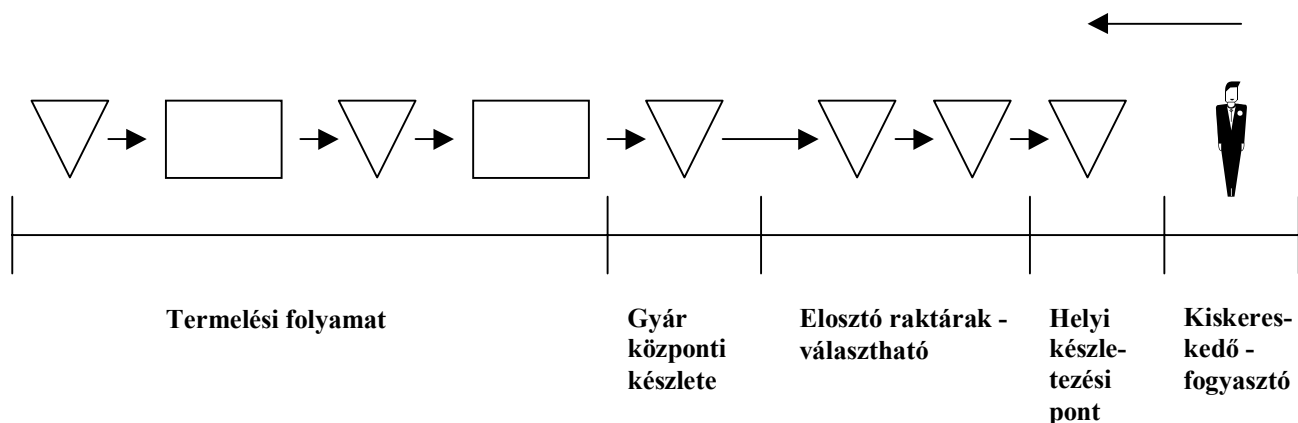 Termelési folyamat
Gyár
központi
készlete
Elosztó raktárak -
választható
Helyi
készle-
tezési
pont
Kiskeres-
kedő -
fogyasztó